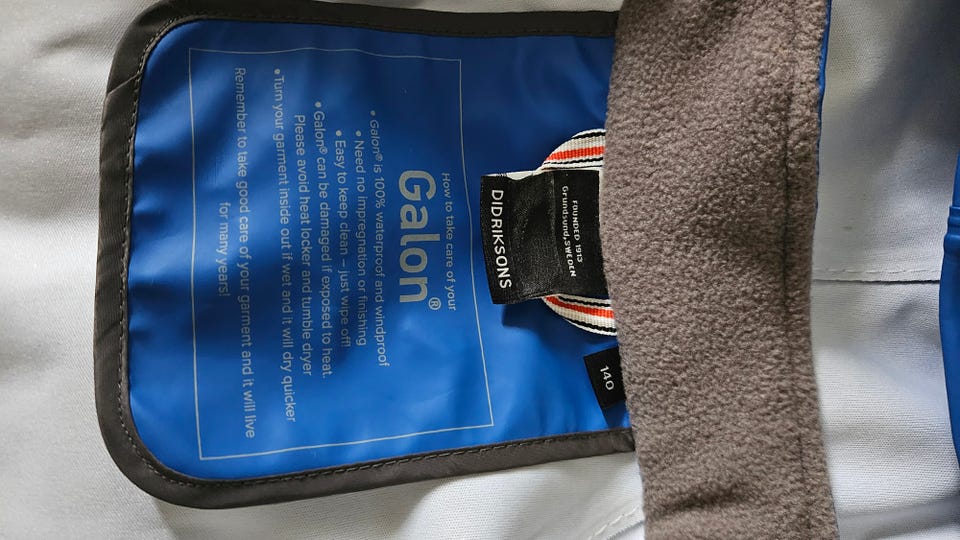 FOUNDED 1913
Grundsund, SWEDEN
DIDRIKSONS
140
How to take care of your
Galon®
• Galon® is 100% waterproof and windproof
• Need no impregnation or finishing
• Easy to keep clean – just wipe off!
• Galon® can be damaged if exposed to heat.
Please avoid heat locker and tumble dryer
• Turn your garment inside out if wet and it will dry quicker
Remember to take good care of your garment and it will live
for many years!